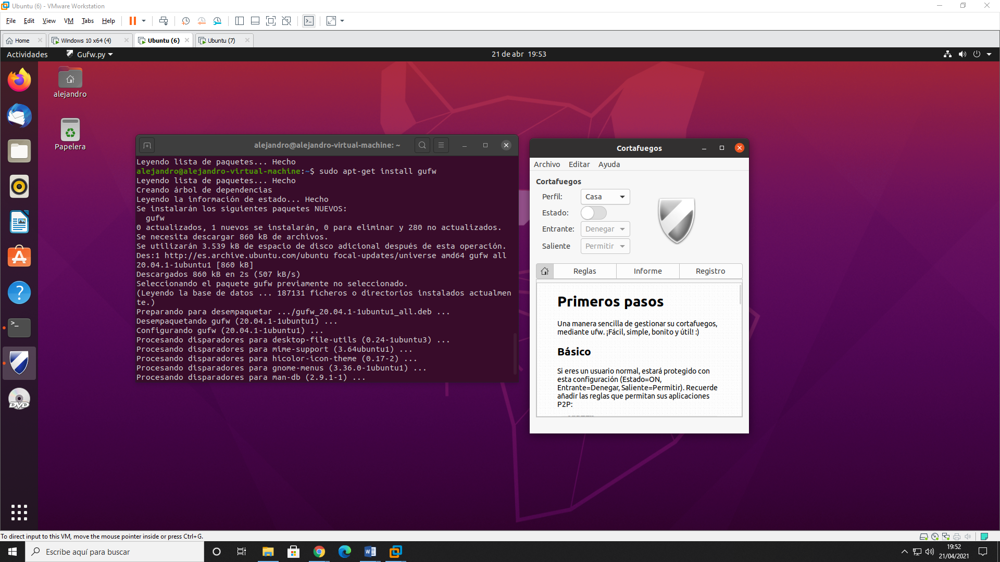 Ubuntu (6) - VMware Workstation
File Edit View VM Tabs Help
Home Windows 10 x64 (4) Ubuntu (6) Ubuntu (7)
Actividades Gufw.py 21 de abr 19:53
alejandro
Papelera
alejandro@alejandro-virtual-machine: ~
Leyendo lista de paquetes... Hecho
alejandro@alejandro-virtual-machine:~$ sudo apt-get install gufw
Leyendo lista de paquetes... Hecho
Creando árbol de dependencias
Leyendo la información de estado... Hecho
Se instalarán los siguientes paquetes NUEVOS:
gufw
0 actualizados, 1 nuevos se instalarán, 0 para eliminar y 280 no actualizados.
Se necesita descargar 860 kB de archivos.
Se utilizarán 3.539 kB de espacio de disco adicional después de esta operación.
Des:1 http://es.archive.ubuntu.com/ubuntu focal-updates/universe amd64 gufw all
20.04.1-1ubuntu1 [860 kB]
Descargados 860 kB en 2s (507 kB/s)
Seleccionando el paquete gufw previamente no seleccionado.
(Leyendo la base de datos ... 187131 ficheros o directorios instalados actualmen
te.)
Preparando para desempaquetar .../gufw_20.04.1-1ubuntu1_all.deb ...
Desempaquetando gufw (20.04.1-1ubuntu1) ...
Configurando gufw (20.04.1-1ubuntu1) ...
Procesando disparadores para desktop-file-utils (0.24-1ubuntu3) ...
Procesando disparadores para mime-support (3.64ubuntu1) ...
Procesando disparadores para hicolor-icon-theme (0.17-2) ...
Procesando disparadores para gnome-menus (3.36.0-1ubuntu1) ...
Procesando disparadores para man-db (2.9.1-1) ...
Cortafuegos
Archivo Editar Ayuda
Cortafuegos
Perfil: Casa
Estado:
Entrante: Denegar
Saliente Permitir
Reglas Informe Registro
Primeros pasos
Una manera sencilla de gestionar su cortafuegos,
mediante ufw. ¡Fácil, simple, bonito y útil! :)
Básico
Si eres un usuario normal, estará protegido con
esta configuración (Estado=ON,
Entrante=Denegar, Saliente=Permitir). Recuerde
añadir las reglas que permitan sus aplicaciones
P2P:
DVD
To direct input to this VM, move the mouse pointer inside or press Ctrl+G.
Escribe aquí para buscar
19:52
21/04/2021